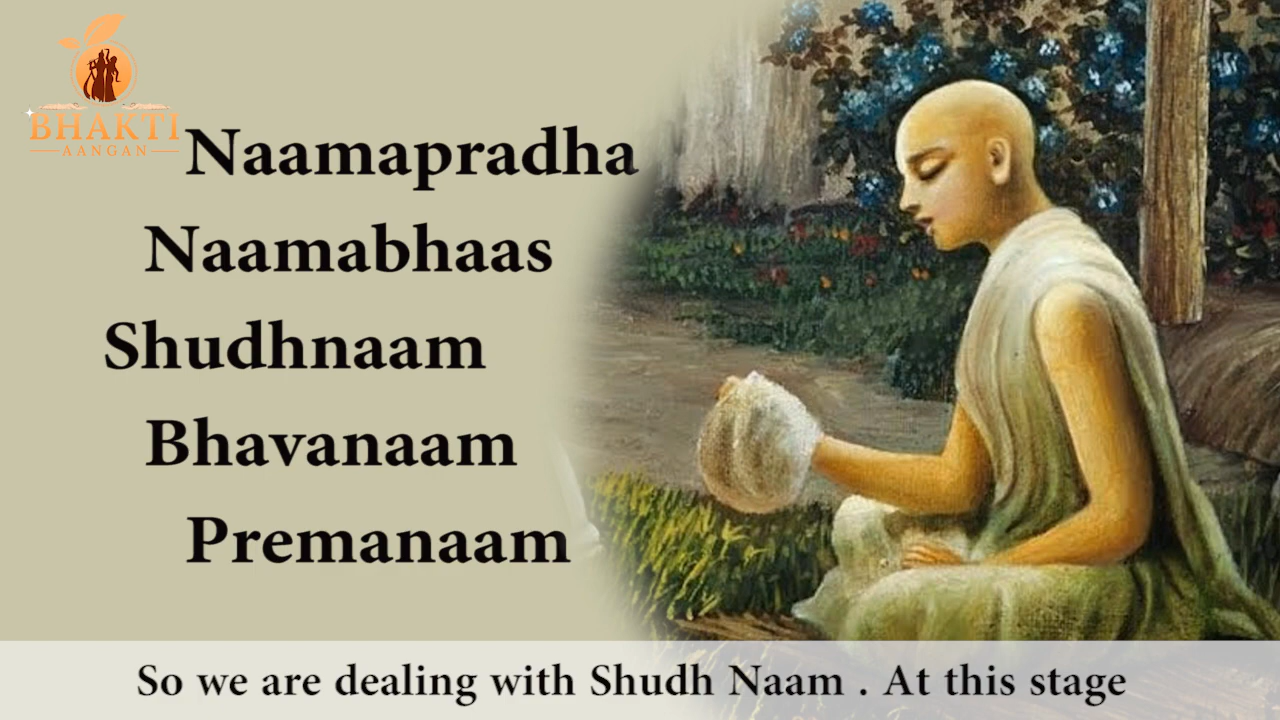 BHAKTI
AANGAN
Naamapradha
Naamabhaas
Shudhnaam
Bhavanaam
Premanaam
So we are dealing with Shudh Naam . At this stage